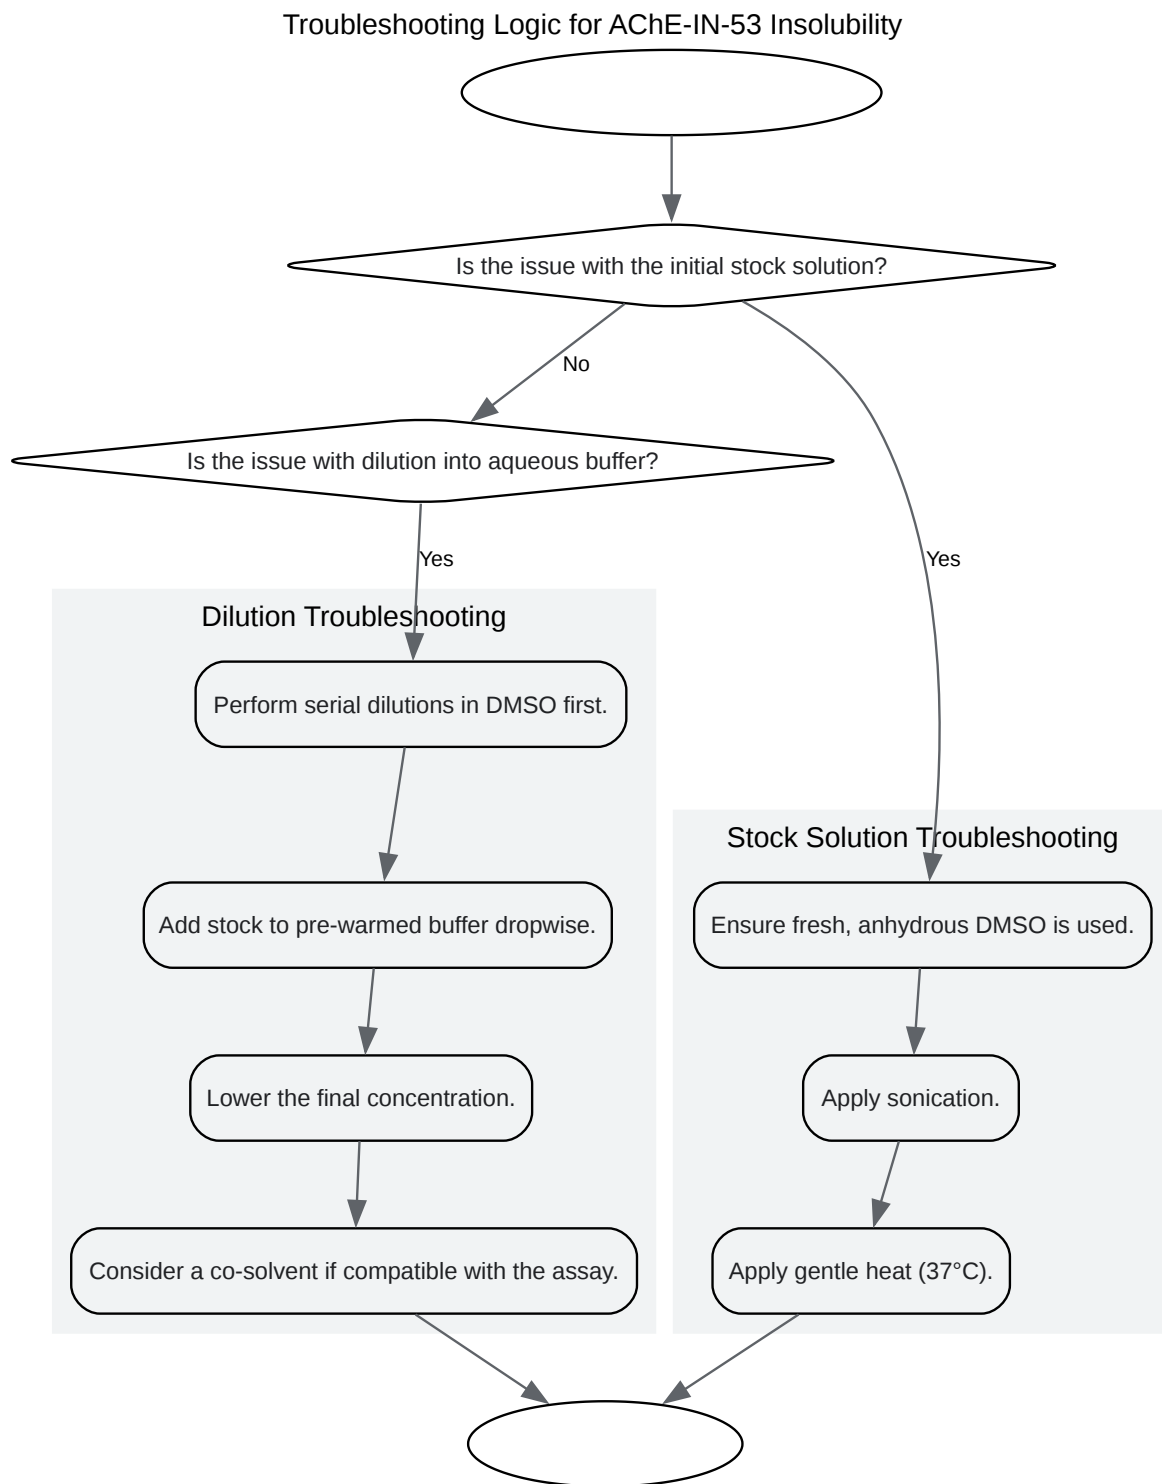 Troubleshooting Logic for AChE-IN-53 Insolubility
Is the issue with the initial stock solution?
No
Is the issue with dilution into aqueous buffer?
Yes
Yes
Dilution Troubleshooting
Perform serial dilutions in DMSO first.
Add stock to pre-warmed buffer dropwise.
Lower the final concentration.
Consider a co-solvent if compatible with the assay.
Stock Solution Troubleshooting
Ensure fresh, anhydrous DMSO is used.
Apply sonication.
Apply gentle heat (37°C).